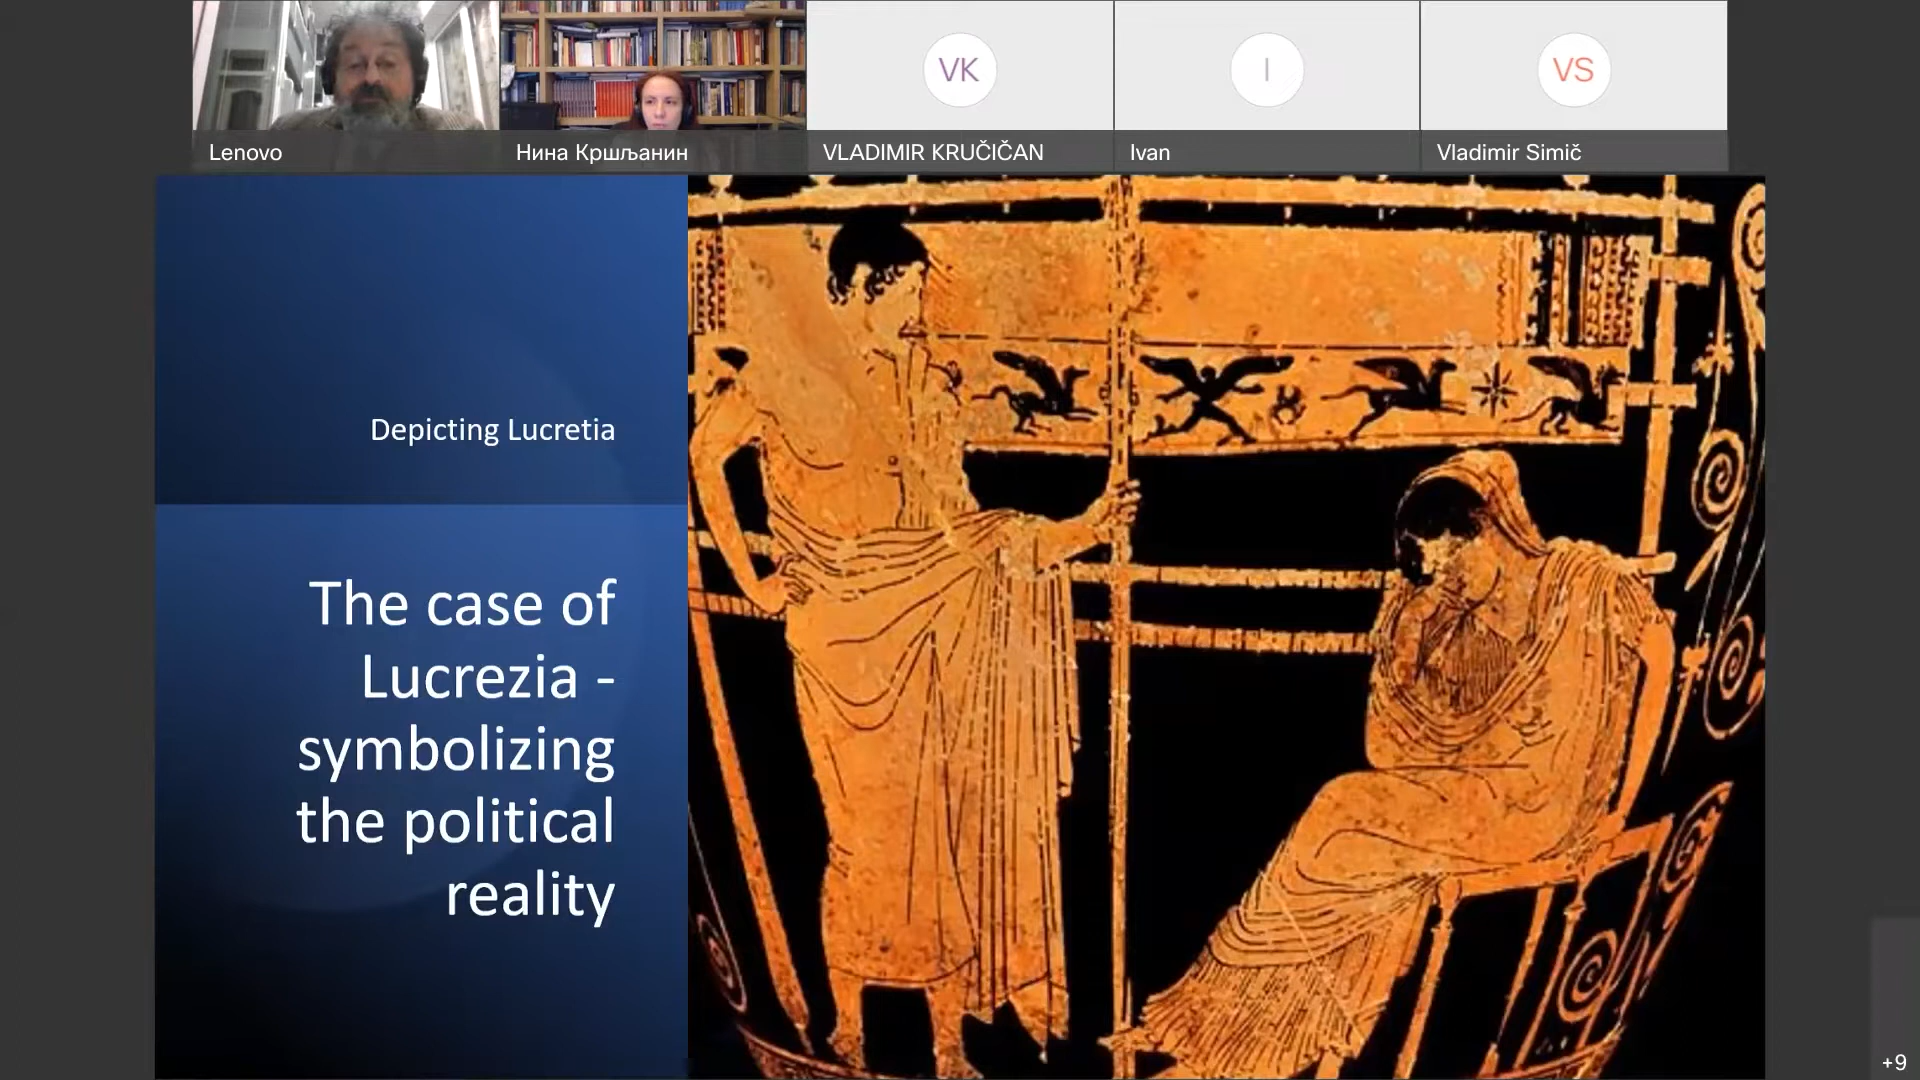 VK
I
VS
Lenovo
Нина Кршљанин
VLADIMIR KRUČIČAN
Ivan
Vladimir Simič
Depicting Lucretia
The case of
Lucrezia -
symbolizing
the political
reality
+9